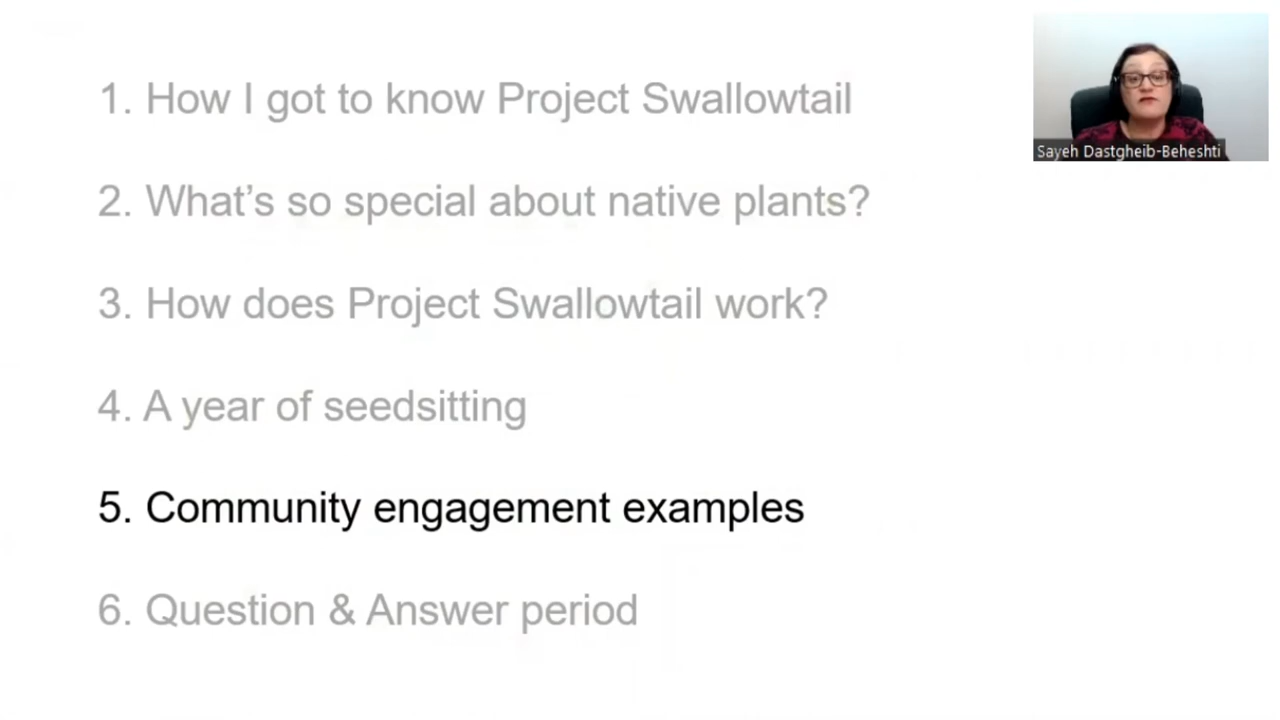 1. How I got to know Project Swallowtail
Sayeh Dastgheib-Beheshti
2. What's so special about native plants?
3. How does Project Swallowtail work?
4. A year of seedsitting
5. Community engagement examples
6. Question & Answer period